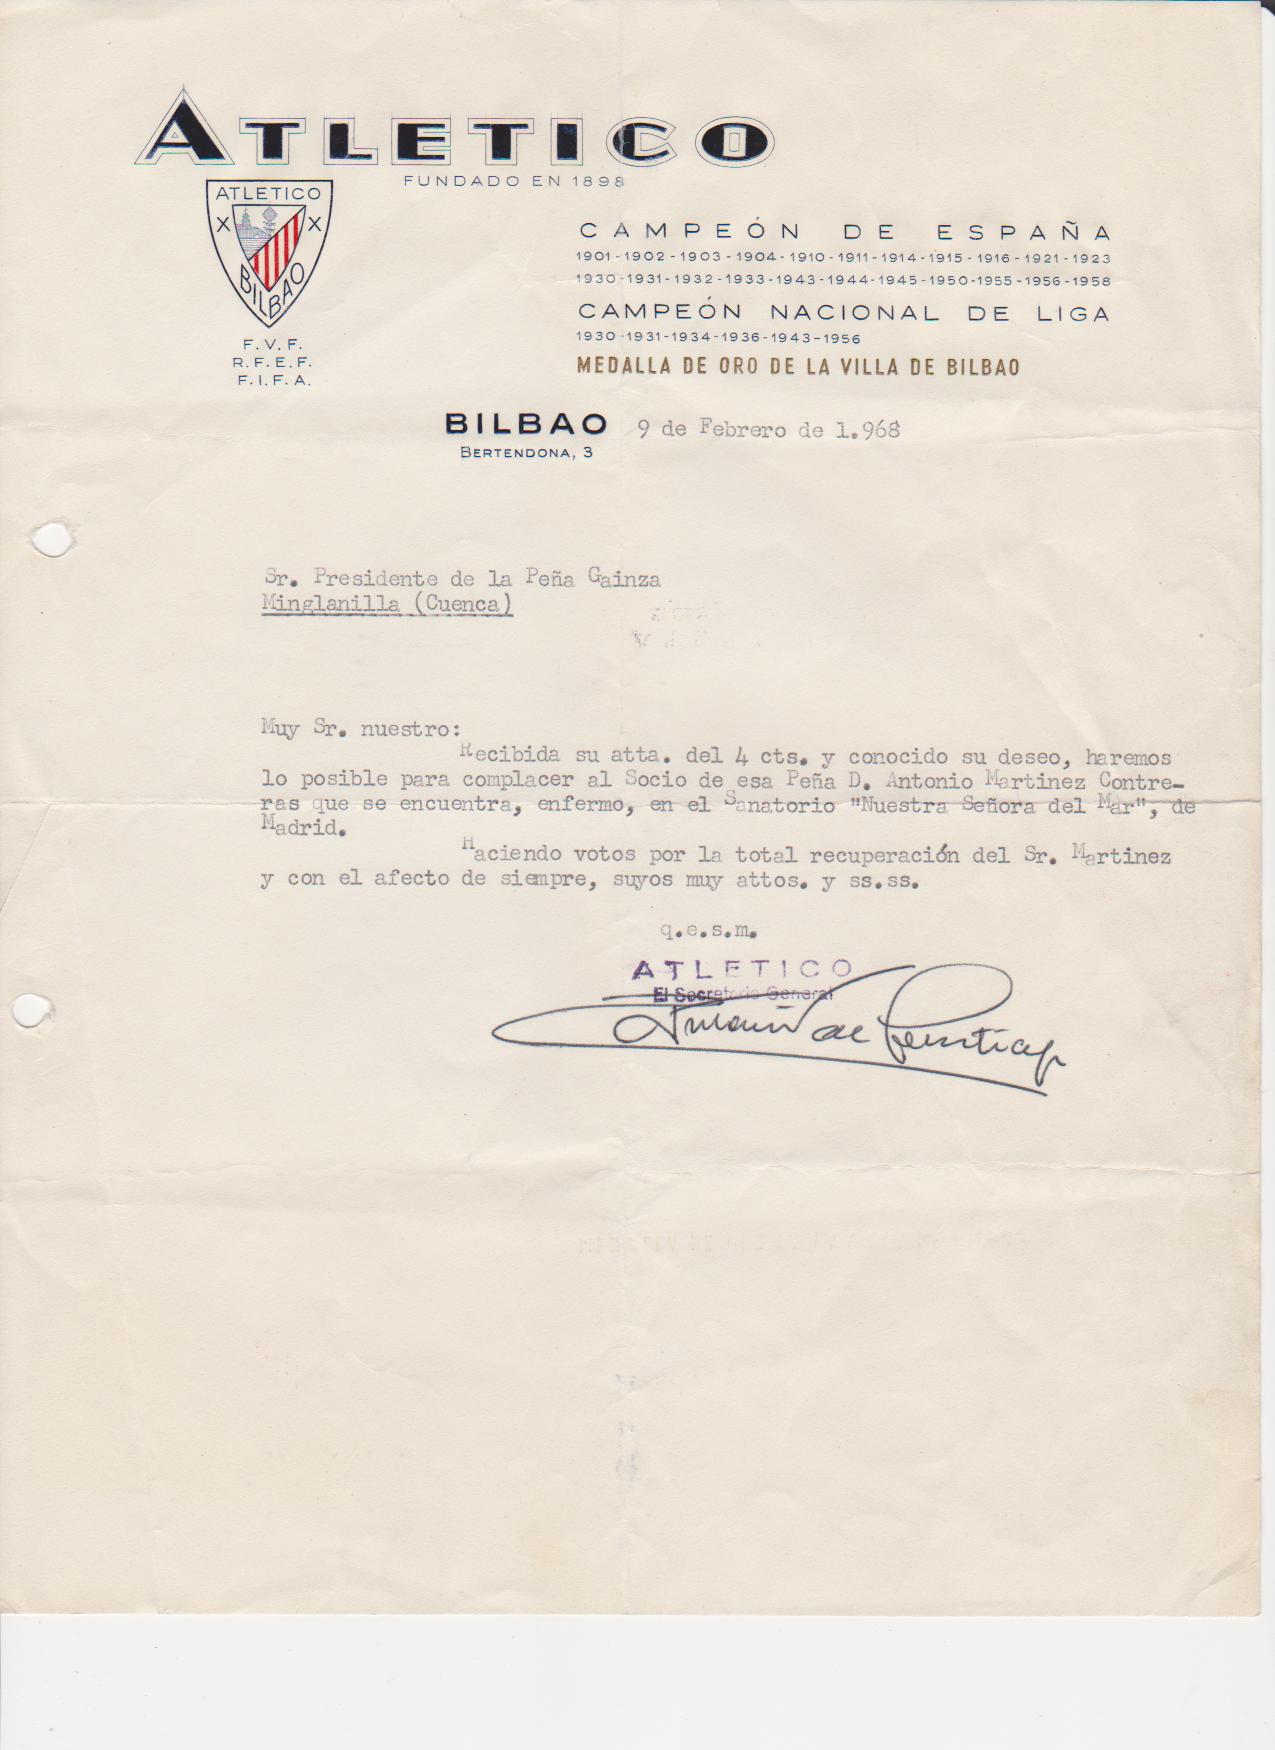 ATLETICO
FUNDADO EN 1898
ATLETICO
X X
BILBAO
F. V. F.
R. F. E. F.
F. I. F. A.
CAMPEÓN DE ESPAÑA
1901-1902-1903-1904-1910-1911-1914-1915-1916-1921-1923
1930-1931-1932-1933-1943-1944-1945-1950-1955-1956-1958
CAMPEÓN NACIONAL DE LIGA
1930-1931-1934-1936-1943-1956
MEDALLA DE ORO DE LA VILLA DE BILBAO
BILBAO 9 de Febrero de 1.968
BERTENDONA, 3
Sr. Presidente de la Peña Gainza
Minglanilla (Cuenca)
Muy Sr. nuestro:
Recibida su atta. del 4 cts. y conocido su deseo, haremos
lo posible para complacer al Socio de esa Peña D. Antonio Martinez Contre-
ras que se encuentra, enfermo, en el Sanatorio "Nuestra Señora del Mar", de
Madrid.
Haciendo votos por la total recuperación del Sr. Martinez
y con el afecto de siempre, suyos muy attos. y ss.ss.
q.e.s.m.
ATLETICO
El Secretario General